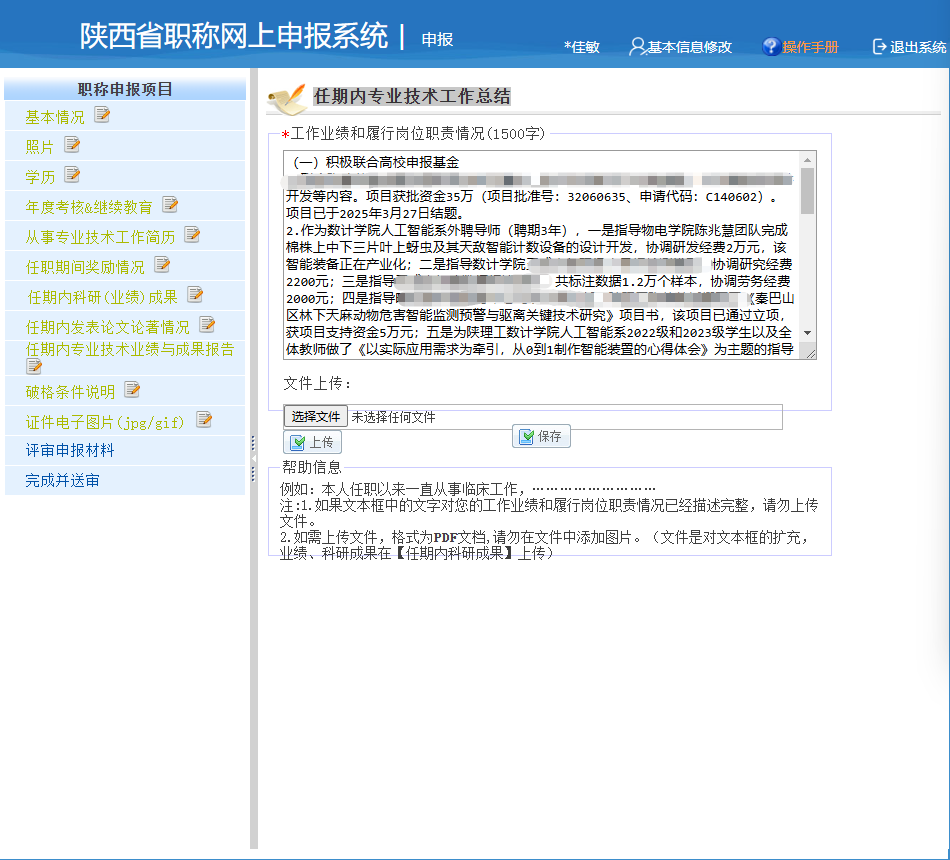 陕西省职称网上申报系统 | 申报
*佳敏 基本信息修改 操作手册 退出系统
职称申报项目
基本情况
照片
学历
年度考核&继续教育
从事专业技术工作简历
任职期间奖励情况
任期内科研(业绩)成果
任期内发表论文论著情况
任期内专业技术业绩与成果报告
破格条件说明
证件电子图片(jpg/gif)
评审申报材料
完成并送审
任期内专业技术工作总结
*工作业绩和履行岗位职责情况(1500字)
（一）积极联合高校申报基金
开发等内容。项目获批资金35万（项目批准号：32060635、申请代码：C140602）。
项目已于2025年3月27日结题。
2.作为数计学院人工智能系外聘导师（聘期3年），一是指导物电学院陈兆慧团队完成
棉株上中下三片叶上蚜虫及其天敌智能计数设备的设计开发，协调研发经费2万元，该
智能装备正在产业化；二是指导数计学院 协调研究经费
2200元；三是指导 共标注数据1.2万个样本，协调劳务经费
2000元；四是指导 《秦巴山
区林下天麻动物危害智能监测预警与驱离关键技术研究》项目书，该项目已通过立项，
获项目支持资金5万元；五是为陕理工数计学院人工智能系2022级和2023级学生以及全
体教师做了《以实际应用需求为牵引，从0到1制作智能装置的心得体会》为主题的指导
文件上传：
选择文件 未选择任何文件
上传
保存
帮助信息
例如：本人任职以来一直从事临床工作，……………………
注:1.如果文本框中的文字对您的工作业绩和履行岗位职责情况已经描述完整，请勿上传
文件。
2.如需上传文件，格式为PDF文档,请勿在文件中添加图片。（文件是对文本框的扩充，
业绩、科研成果在【任期内科研成果】上传）